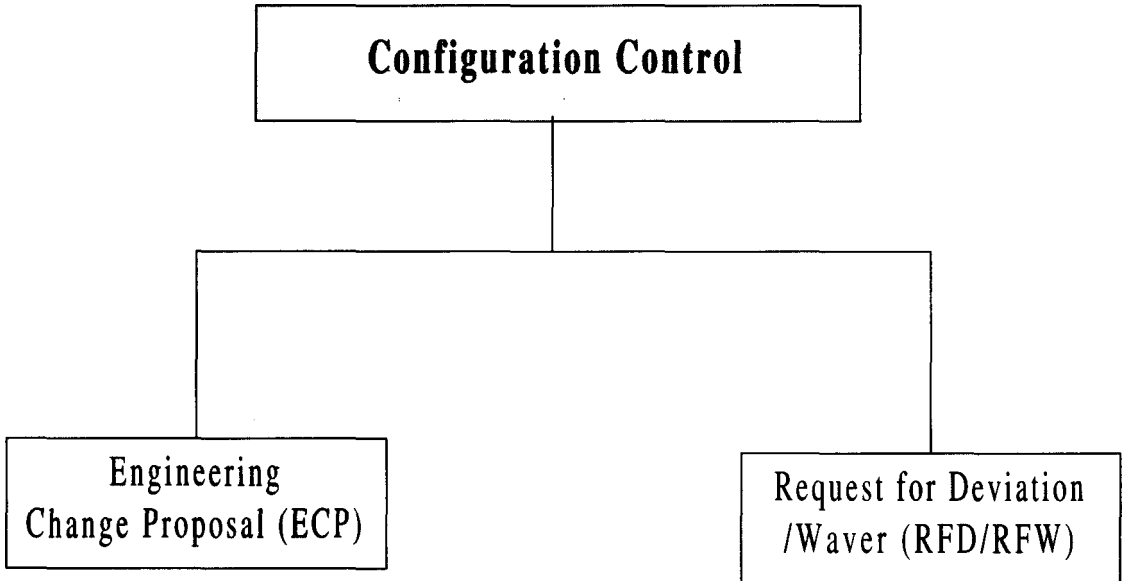 Configuration Control
Engineering
Change Proposal (ECP)
Request for Deviation
/Waver (RFD/RFW)